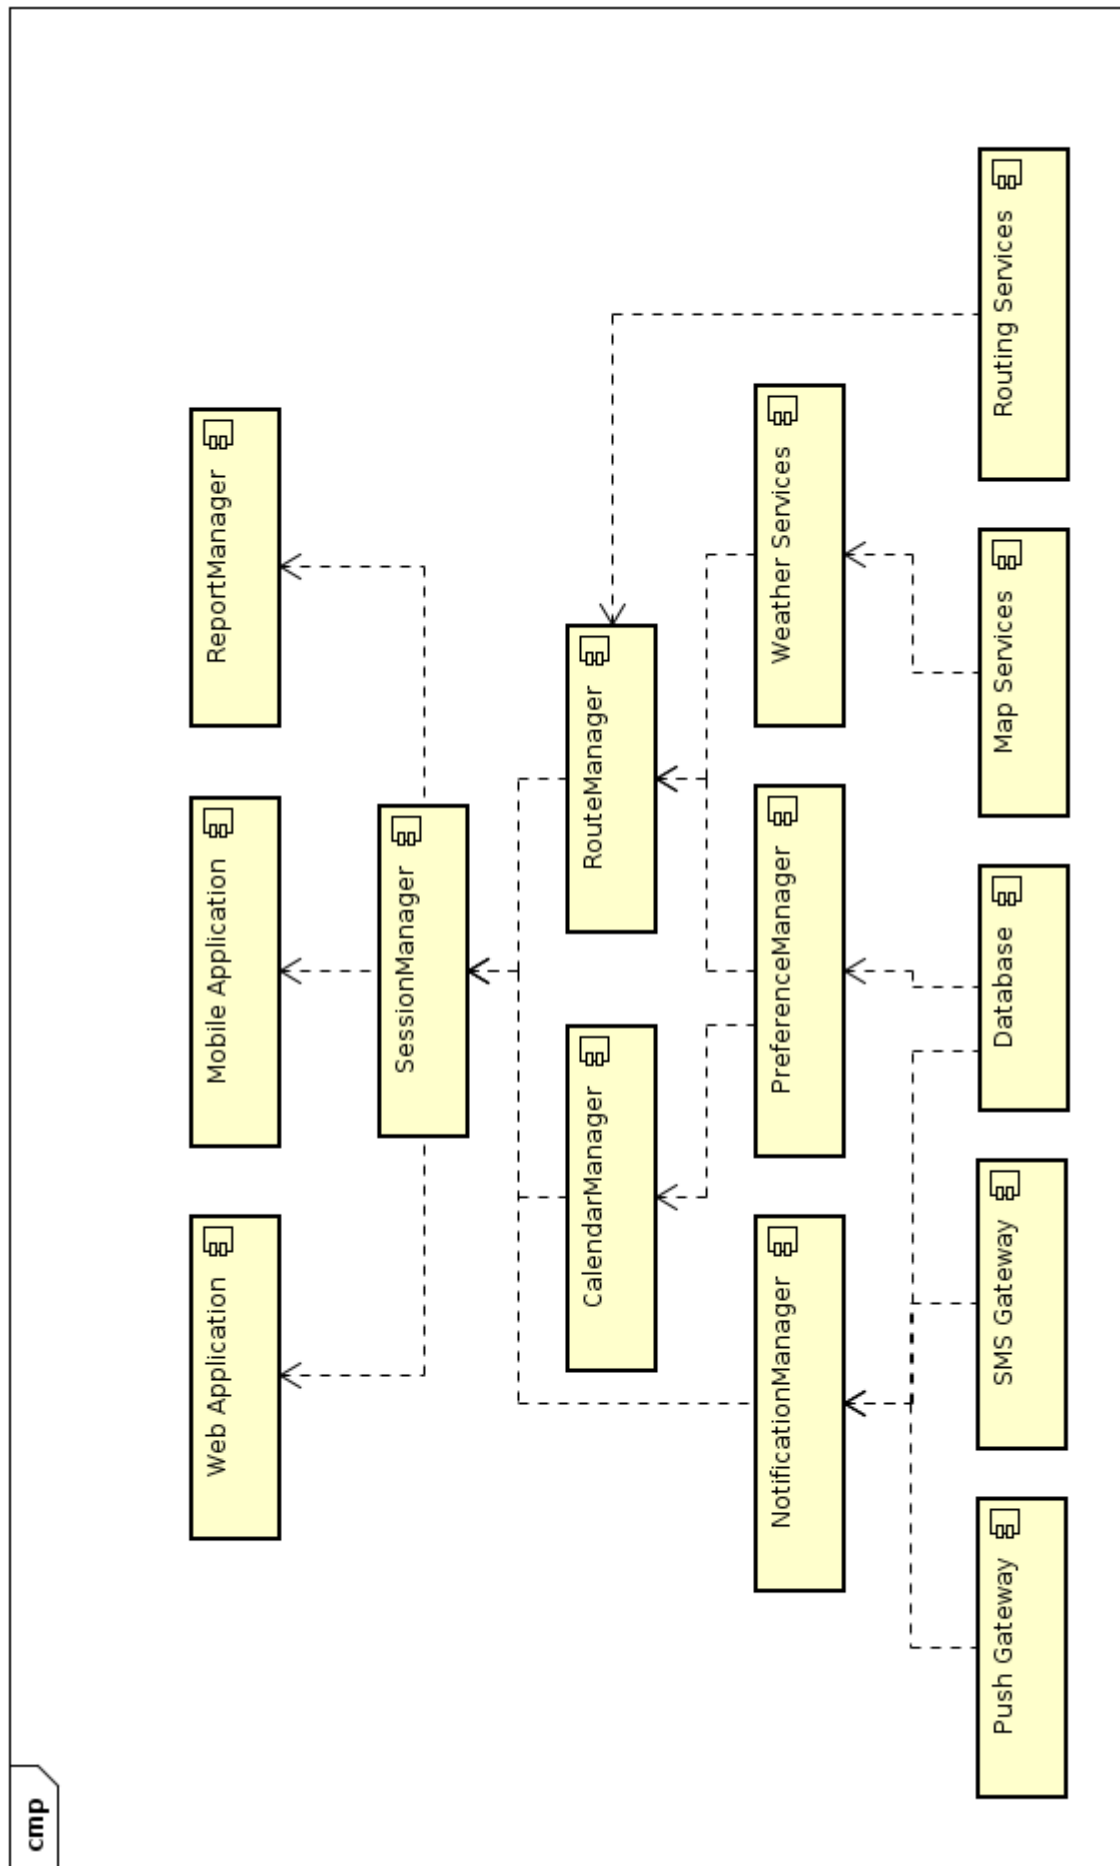 cmp
Web Application
Mobile Application
ReportManager
SessionManager
CalendarManager
RouteManager
NotificationManager
PreferenceManager
Weather Services
Push Gateway
SMS Gateway
Database
Map Services
Routing Services